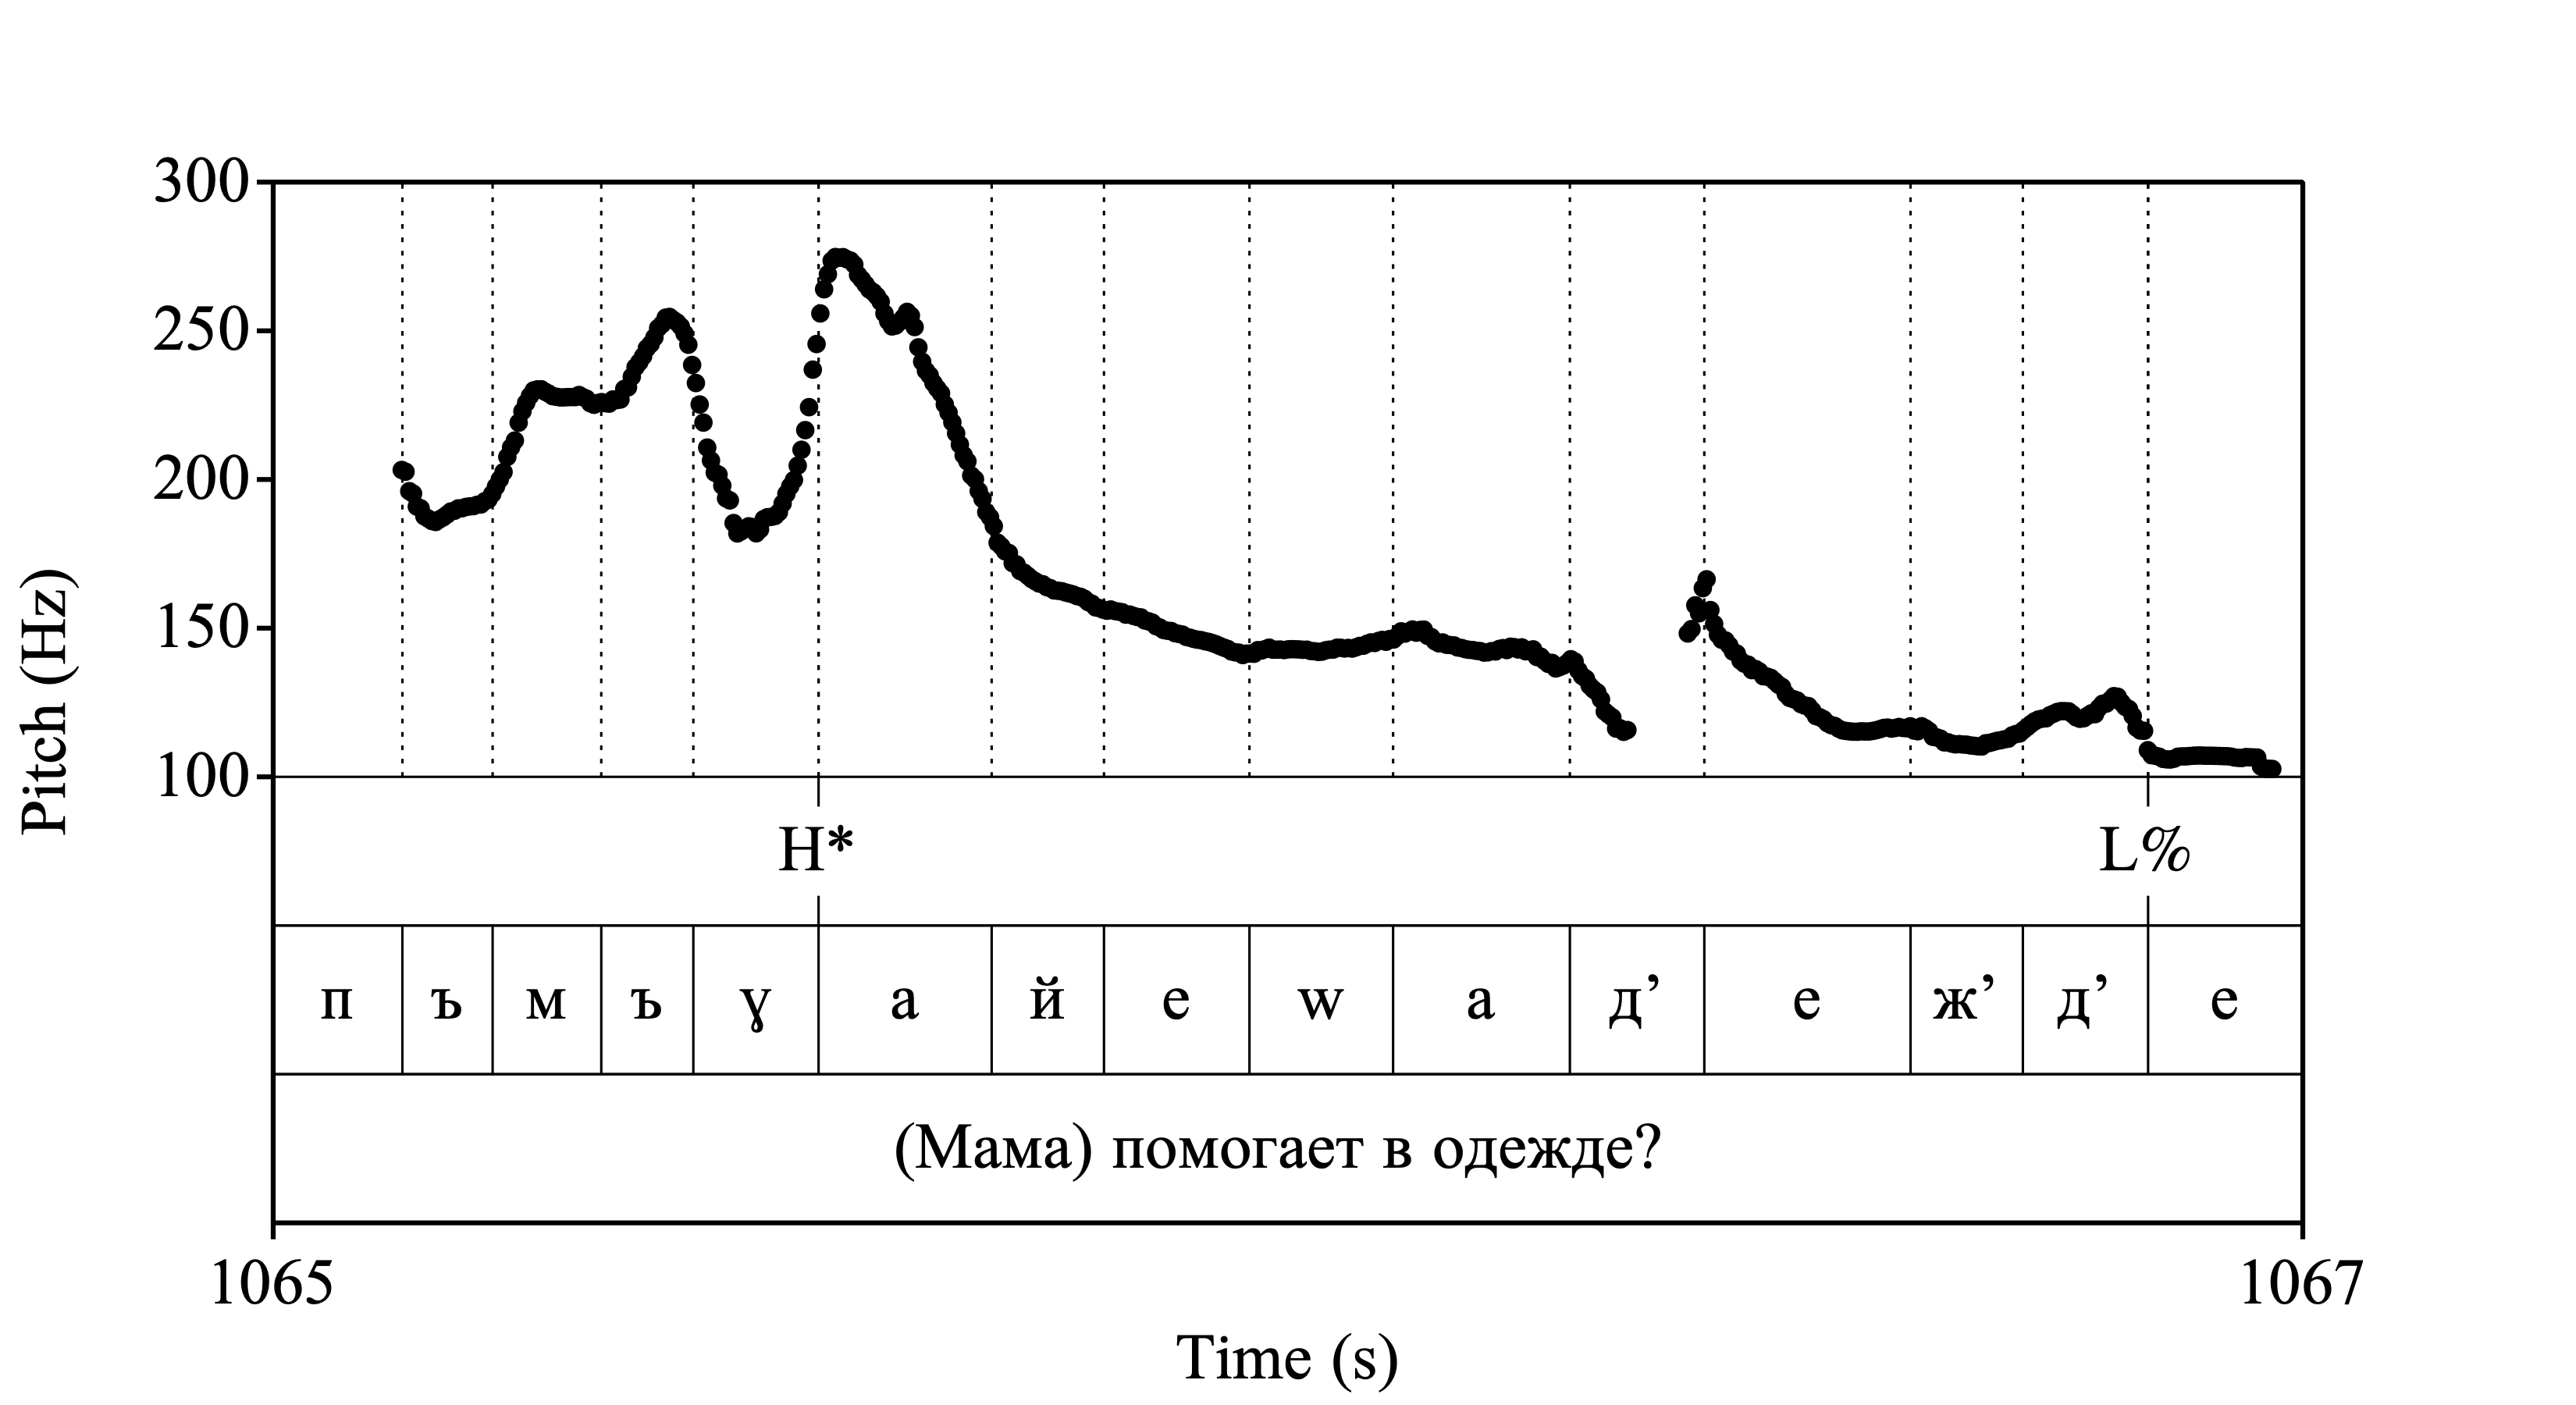 300
250
200
150
100
Pitch (Hz)
H* L%
п ъ м ъ ɣ а й е w а д’ е ж’ д’ е
(Мама) помогает в одежде?
1065 1067
Time (s)